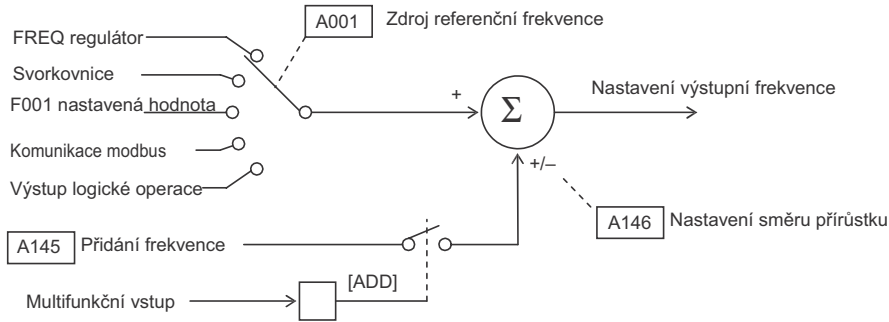 A001 Zdroj referenční frekvence
FREQ regulátor
Svorkovnice
F001 nastavená hodnota
Komunikace modbus
Výstup logické operace
+
Σ
Nastavení výstupní frekvence
+/–
A146 Nastavení směru přírůstku
A145 Přidání frekvence
[ADD]
Multifunkční vstup